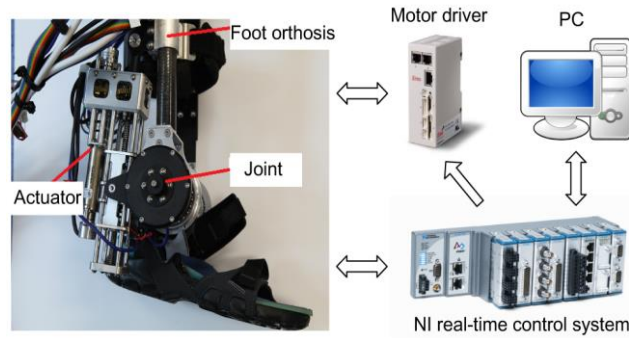 Foot orthosis
Motor driver
PC
Actuator
Joint
NI real-time control system